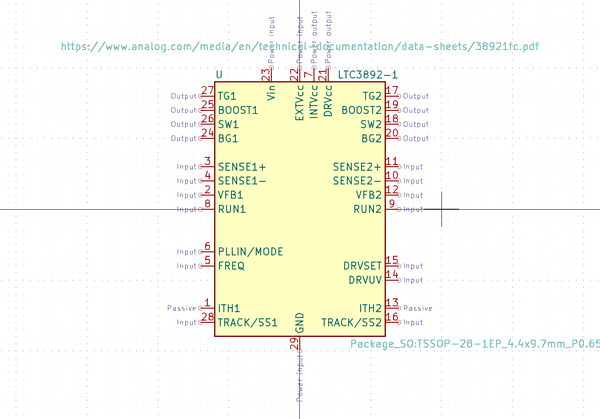 Power input
Power input
Power output
Power output
https://www.analog.com/media/en/technical-documentation/data-sheets/38921fc.pdf
U
LTC3892-1
23 22 7 21
Vin EXTVcc INTVcc DRVcc
Output 27 TG1 TG2 17 Output
Output 25 BOOST1 BOOST2 19 Output
Output 26 SW1 SW2 18 Output
Output 24 BG1 BG2 20 Output
Input 3 SENSE1+ SENSE2+ 11 Input
Input 4 SENSE1- SENSE2- 10 Input
Input 2 VFB1 VFB2 12 Input
Input 8 RUN1 RUN2 9 Input
Input 6 PLLIN/MODE
Input 5 FREQ DRVSET 15 Input
DRVUV 14 Input
Passive 1 ITH1 ITH2 13 Passive
Input 28 TRACK/SS1 GND TRACK/SS2 16 Input
29
Package_SO:TSSOP-28-1EP_4.4x9.7mm_P0.65
Power input